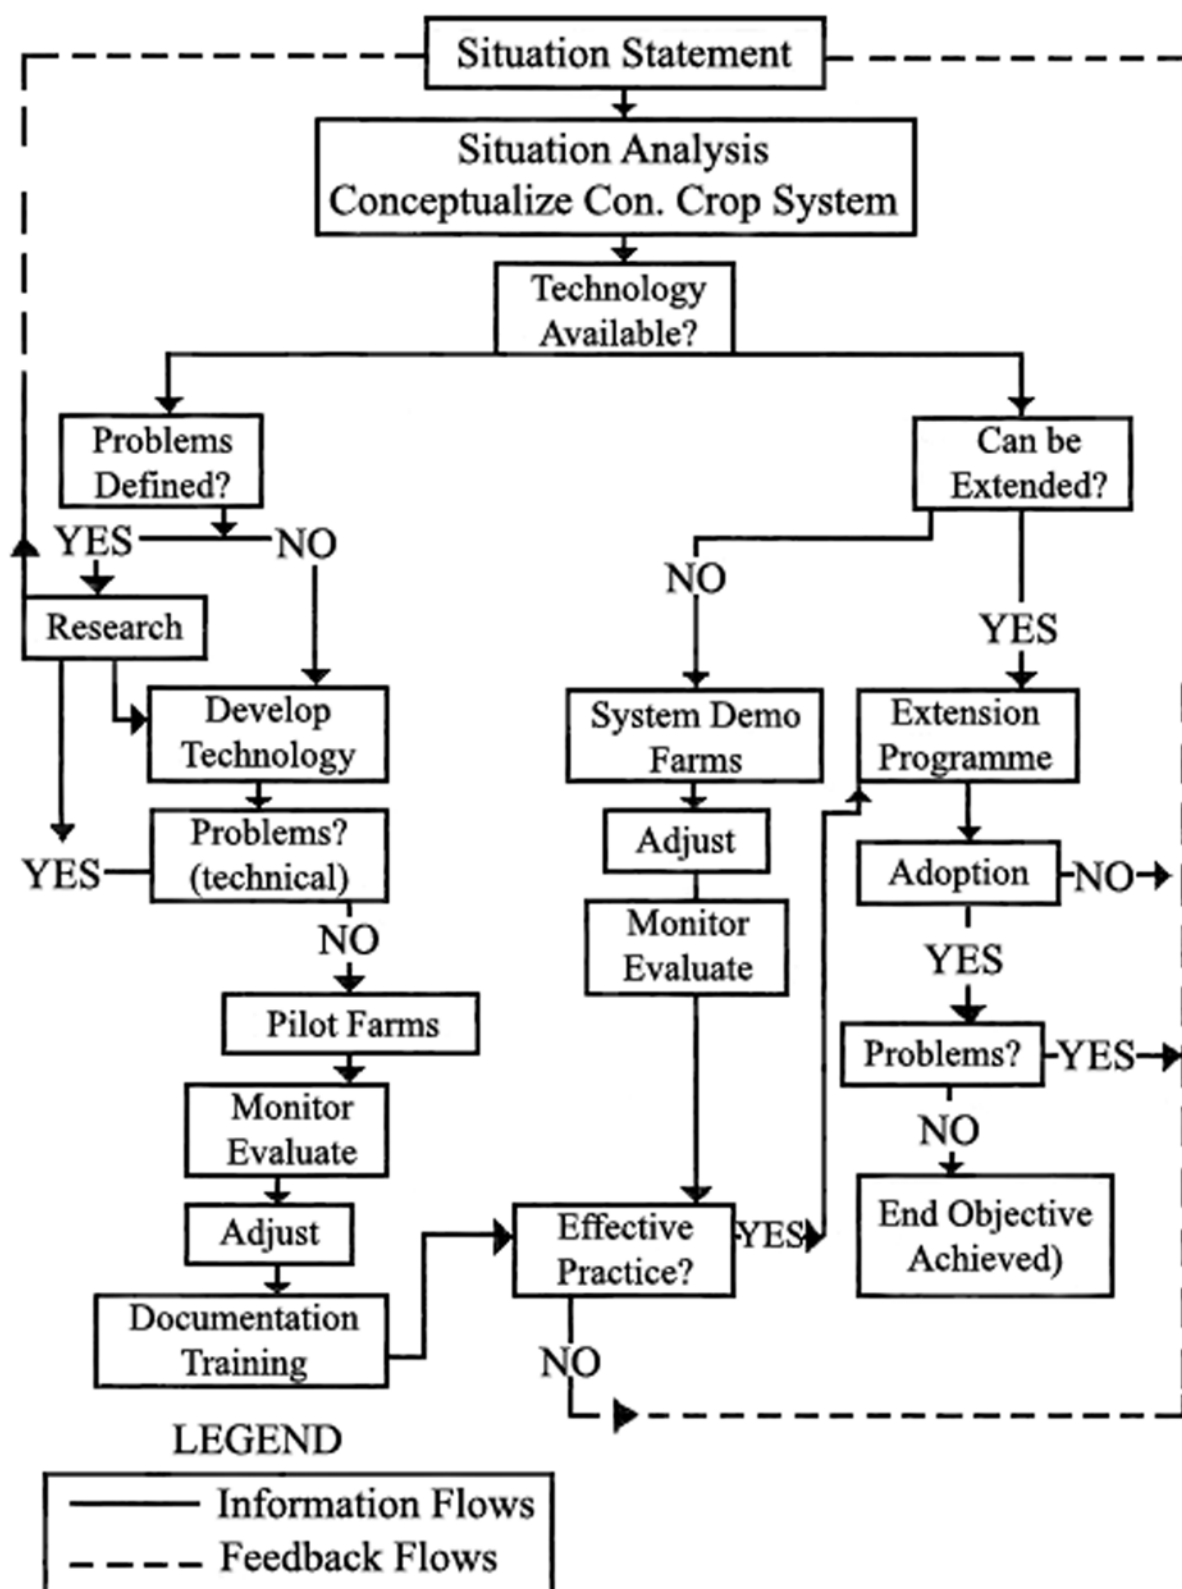 Situation Statement
Situation Analysis
Conceptualize Con. Crop System
Technology
Available?
Problems
Defined?
YES
NO
Research
Develop
Technology
Problems?
(technical)
YES
NO
Pilot Farms
Monitor
Evaluate
Adjust
Documentation
Training
Can be
Extended?
NO
YES
System Demo
Farms
Adjust
Monitor
Evaluate
Effective
Practice?
YES
NO
Extension
Programme
Adoption
NO
YES
Problems?
YES
NO
End Objective
Achieved)
LEGEND
Information Flows
Feedback Flows